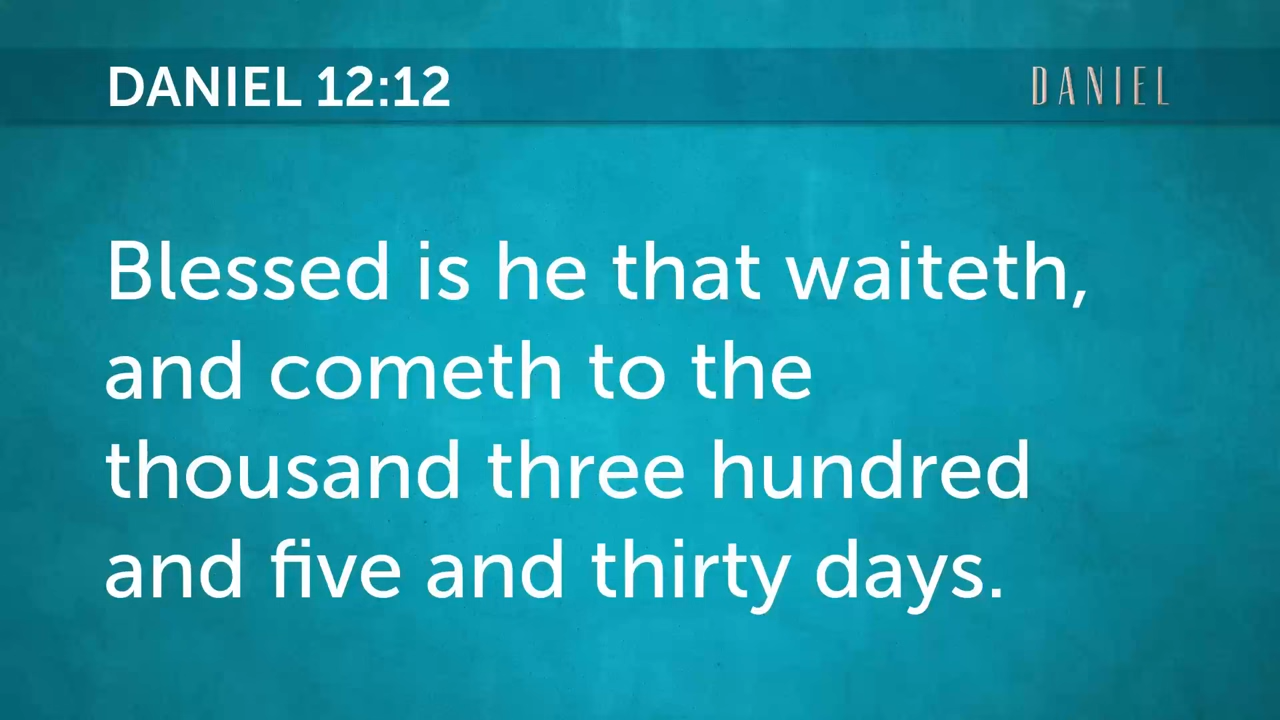 DANIEL 12:12
DANIEL
Blessed is he that waiteth,
and cometh to the
thousand three hundred
and five and thirty days.